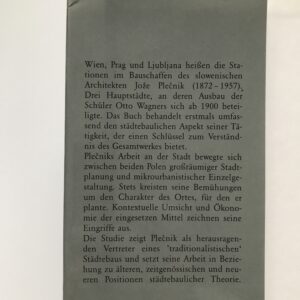 Wien, Prag und Ljubljana heißen die Sta-
tionen im Bauschaffen des slowenischen
Architekten Jože Plečnik (1872–1957),
Drei Hauptstädte, an deren Ausbau der
Schüler Otto Wagners sich ab 1900 betei-
ligte. Das Buch behandelt erstmals umfas-
send den städtebaulichen Aspekt seiner Tä-
tigkeit, der einen Schlüssel zum Verständ-
nis des Gesamtwerkes bietet.
Plečniks Arbeit an der Stadt bewegte sich
zwischen beiden Polen großräumiger Stadt-
planung und mikrourbanistischer Einzelge-
staltung. Stets kreisten seine Bemühungen
um den Charakter des Ortes, für den er
plante. Kontextuelle Umsicht und Ökono-
mie der eingesetzten Mittel zeichnen seine
Eingriffe aus.
Die Studie zeigt Plečnik als herausragen-
den Vertreter eines 'traditionalistischen'
Städtebaus und setzt seine Arbeit in Bezie-
hung zu älteren, zeitgenössischen und neu-
eren Positionen städtebaulicher Theorie.